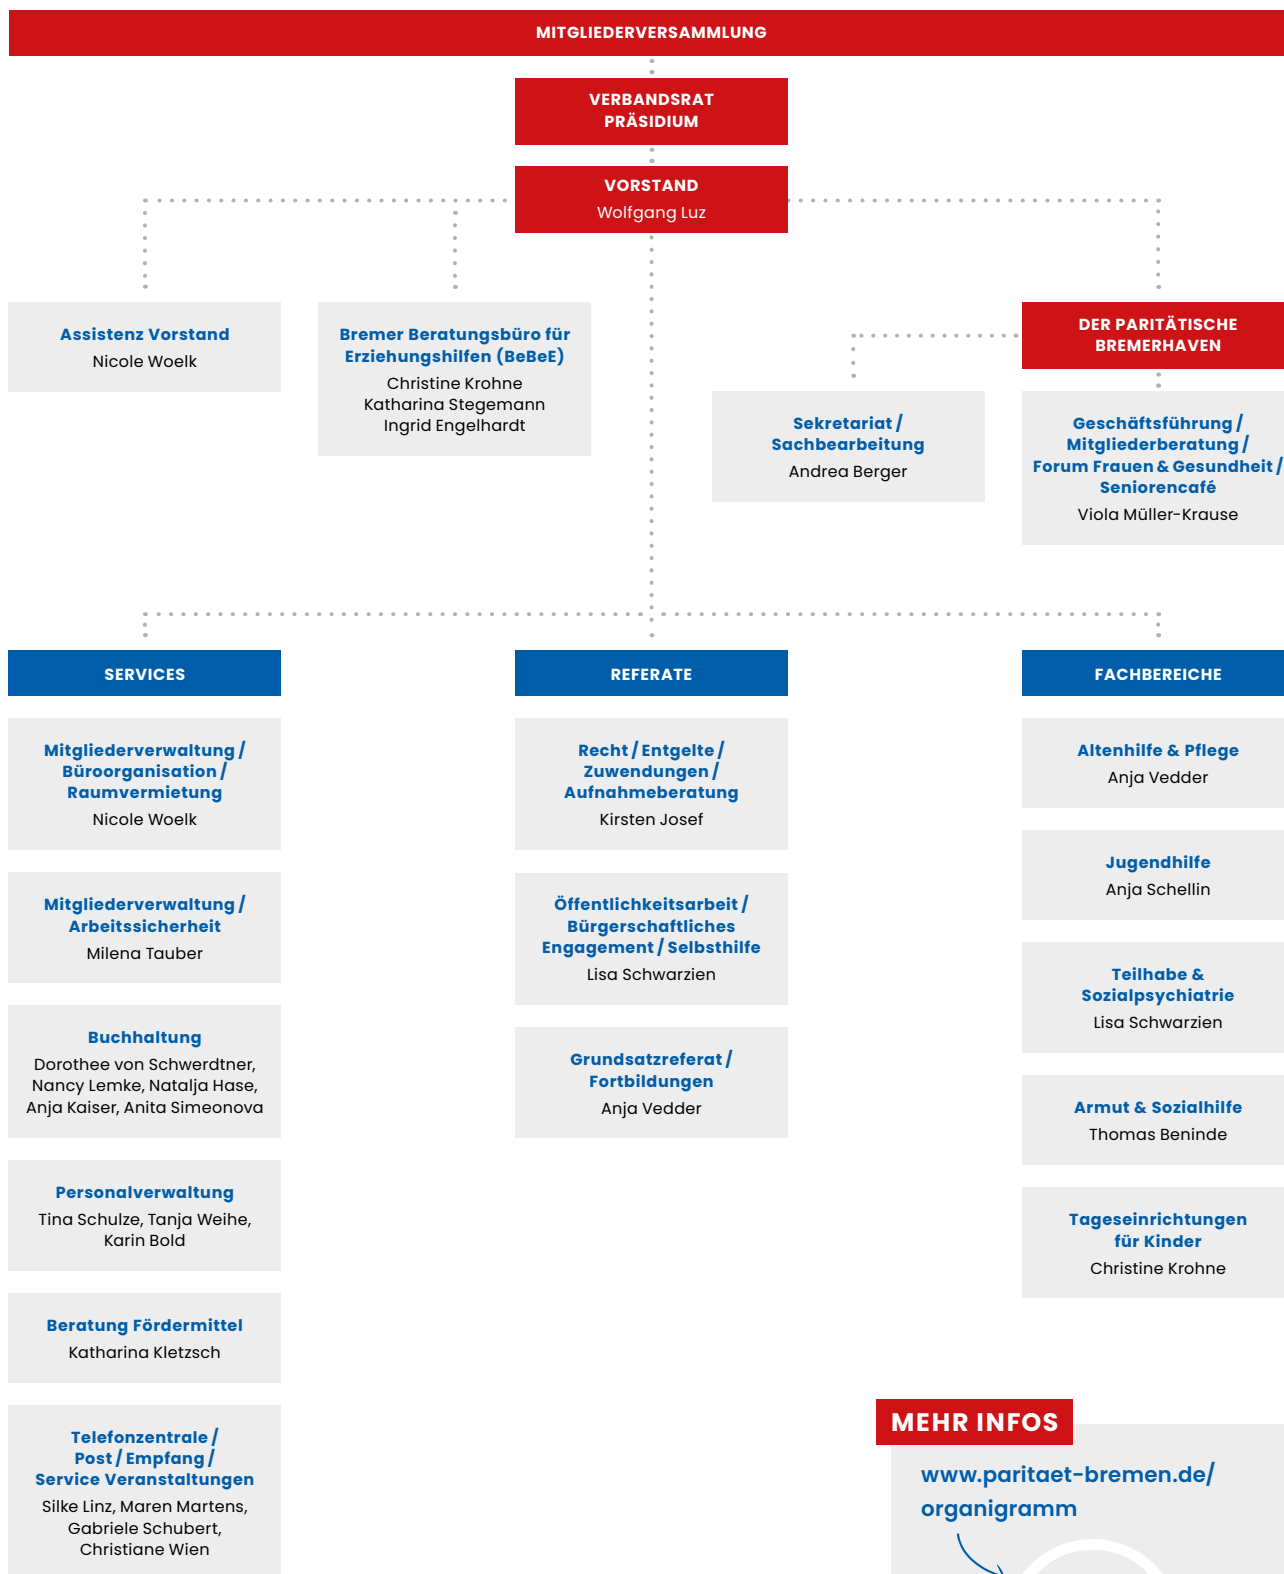 MITGLIEDERVERSAMMLUNG
VERBANDSRAT
PRÄSIDIUM
VORSTAND
Wolfgang Luz
Assistenz Vorstand
Nicole Woelk
Bremer Beratungsbüro für
Erziehungshilfen (BeBeE)
Christine Krohne
Katharina Stegemann
Ingrid Engelhardt
DER PARITÄTISCHE
BREMERHAVEN
Sekretariat /
Sachbearbeitung
Andrea Berger
Geschäftsführung /
Mitgliederberatung /
Forum Frauen & Gesundheit /
Seniorencafé
Viola Müller-Krause
SERVICES
Mitgliederverwaltung /
Büroorganisation /
Raumvermietung
Nicole Woelk
Mitgliederverwaltung /
Arbeitssicherheit
Milena Tauber
Buchhaltung
Dorothee von Schwerdtner,
Nancy Lemke, Natalja Hase,
Anja Kaiser, Anita Simeonova
Personalverwaltung
Tina Schulze, Tanja Weihe,
Karin Bold
Beratung Fördermittel
Katharina Kletzsch
Telefonzentrale /
Post / Empfang /
Service Veranstaltungen
Silke Linz, Maren Martens,
Gabriele Schubert,
Christiane Wien
REFERATE
Recht / Entgelte /
Zuwendungen /
Aufnahmeberatung
Kirsten Josef
Öffentlichkeitsarbeit /
Bürgerschaftliches
Engagement / Selbsthilfe
Lisa Schwarzien
Grundsatzreferat /
Fortbildungen
Anja Vedder
FACHBEREICHE
Altenhilfe & Pflege
Anja Vedder
Jugendhilfe
Anja Schellin
Teilhabe &
Sozialpsychiatrie
Lisa Schwarzien
Armut & Sozialhilfe
Thomas Beninde
Tageseinrichtungen
für Kinder
Christine Krohne
MEHR INFOS
www.paritaet-bremen.de/
organigramm